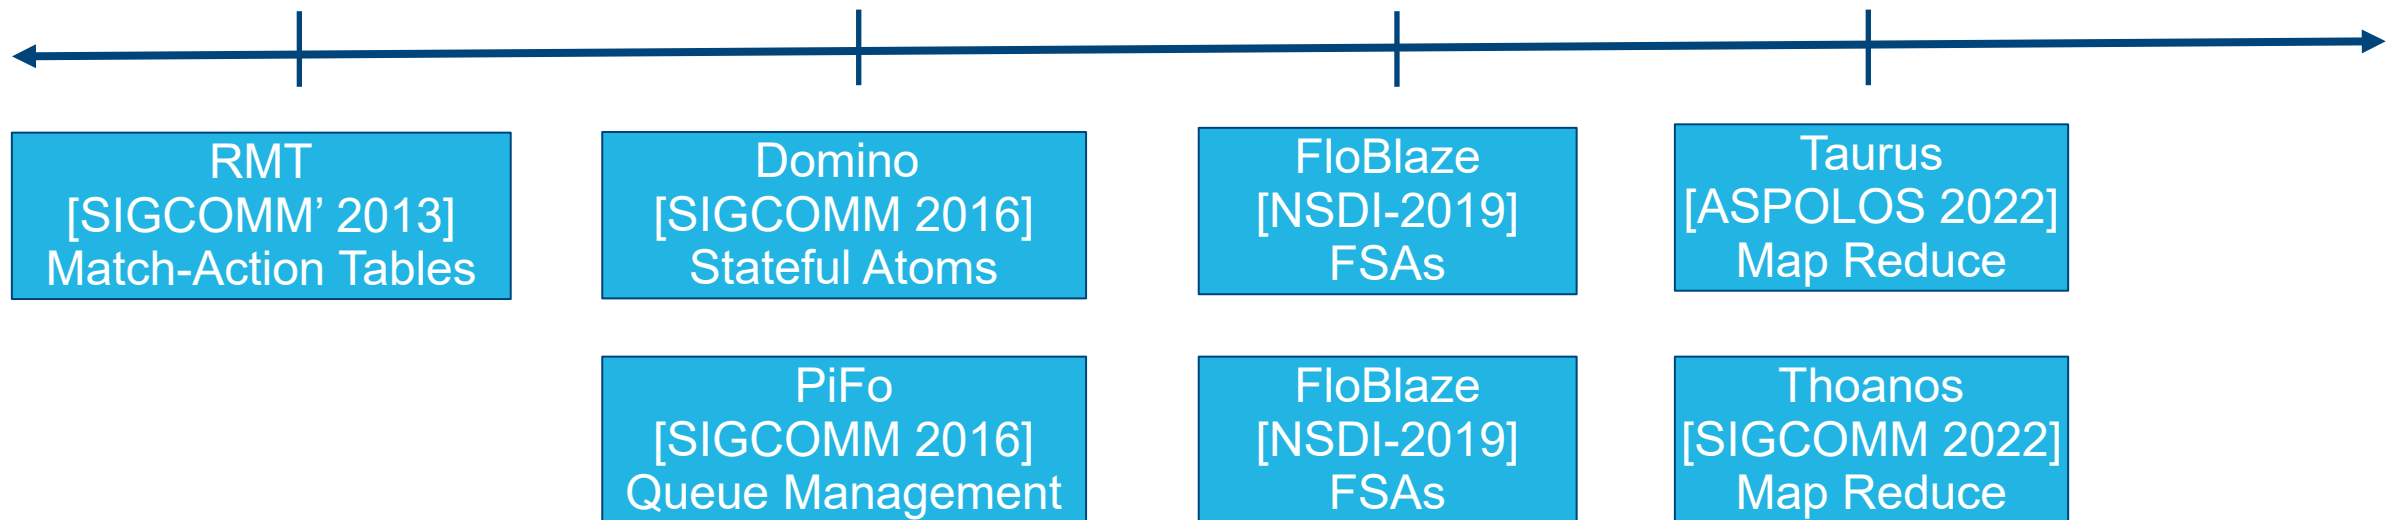 RMT
[SIGCOMM’ 2013]
Match-Action Tables
Domino
[SIGCOMM 2016]
Stateful Atoms
FloBlaze
[NSDI-2019]
FSAs
Taurus
[ASPOLOS 2022]
Map Reduce
PiFo
[SIGCOMM 2016]
Queue Management
FloBlaze
[NSDI-2019]
FSAs
Thoanos
[SIGCOMM 2022]
Map Reduce